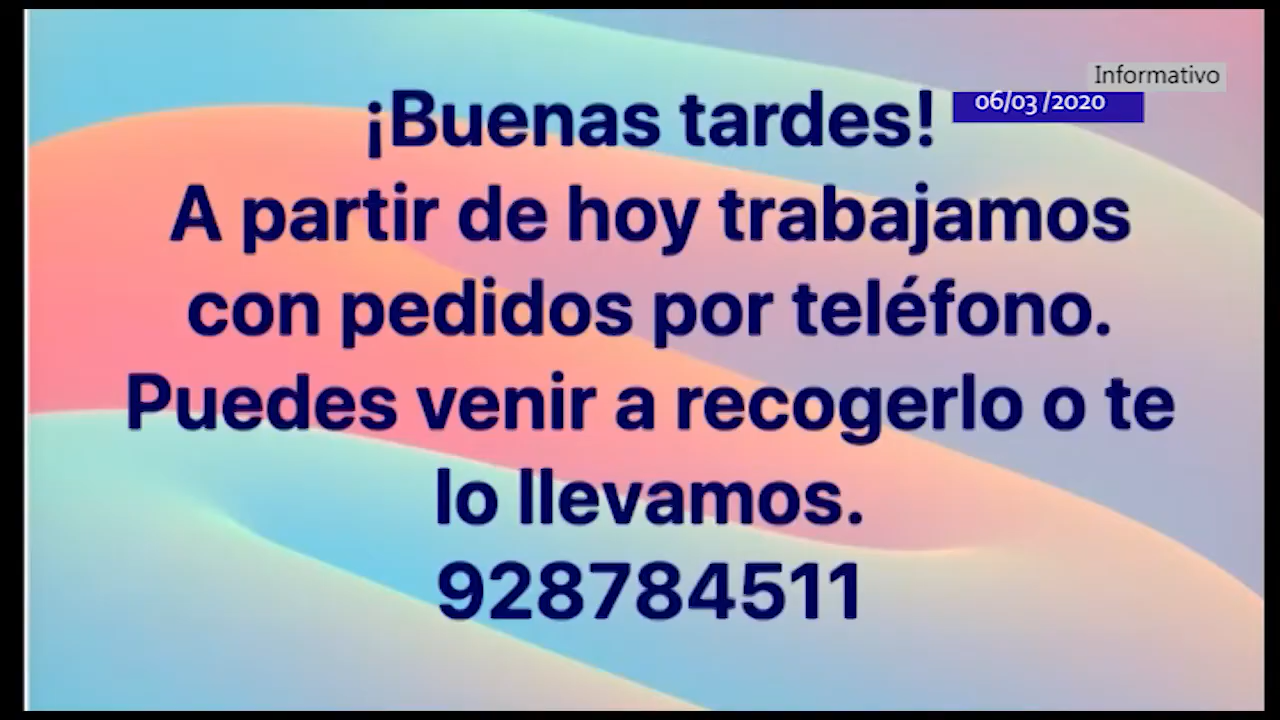 Informativo
06/03/2020
¡Buenas tardes!
A partir de hoy trabajamos
con pedidos por teléfono.
Puedes venir a recogerlo o te
lo llevamos.
928784511